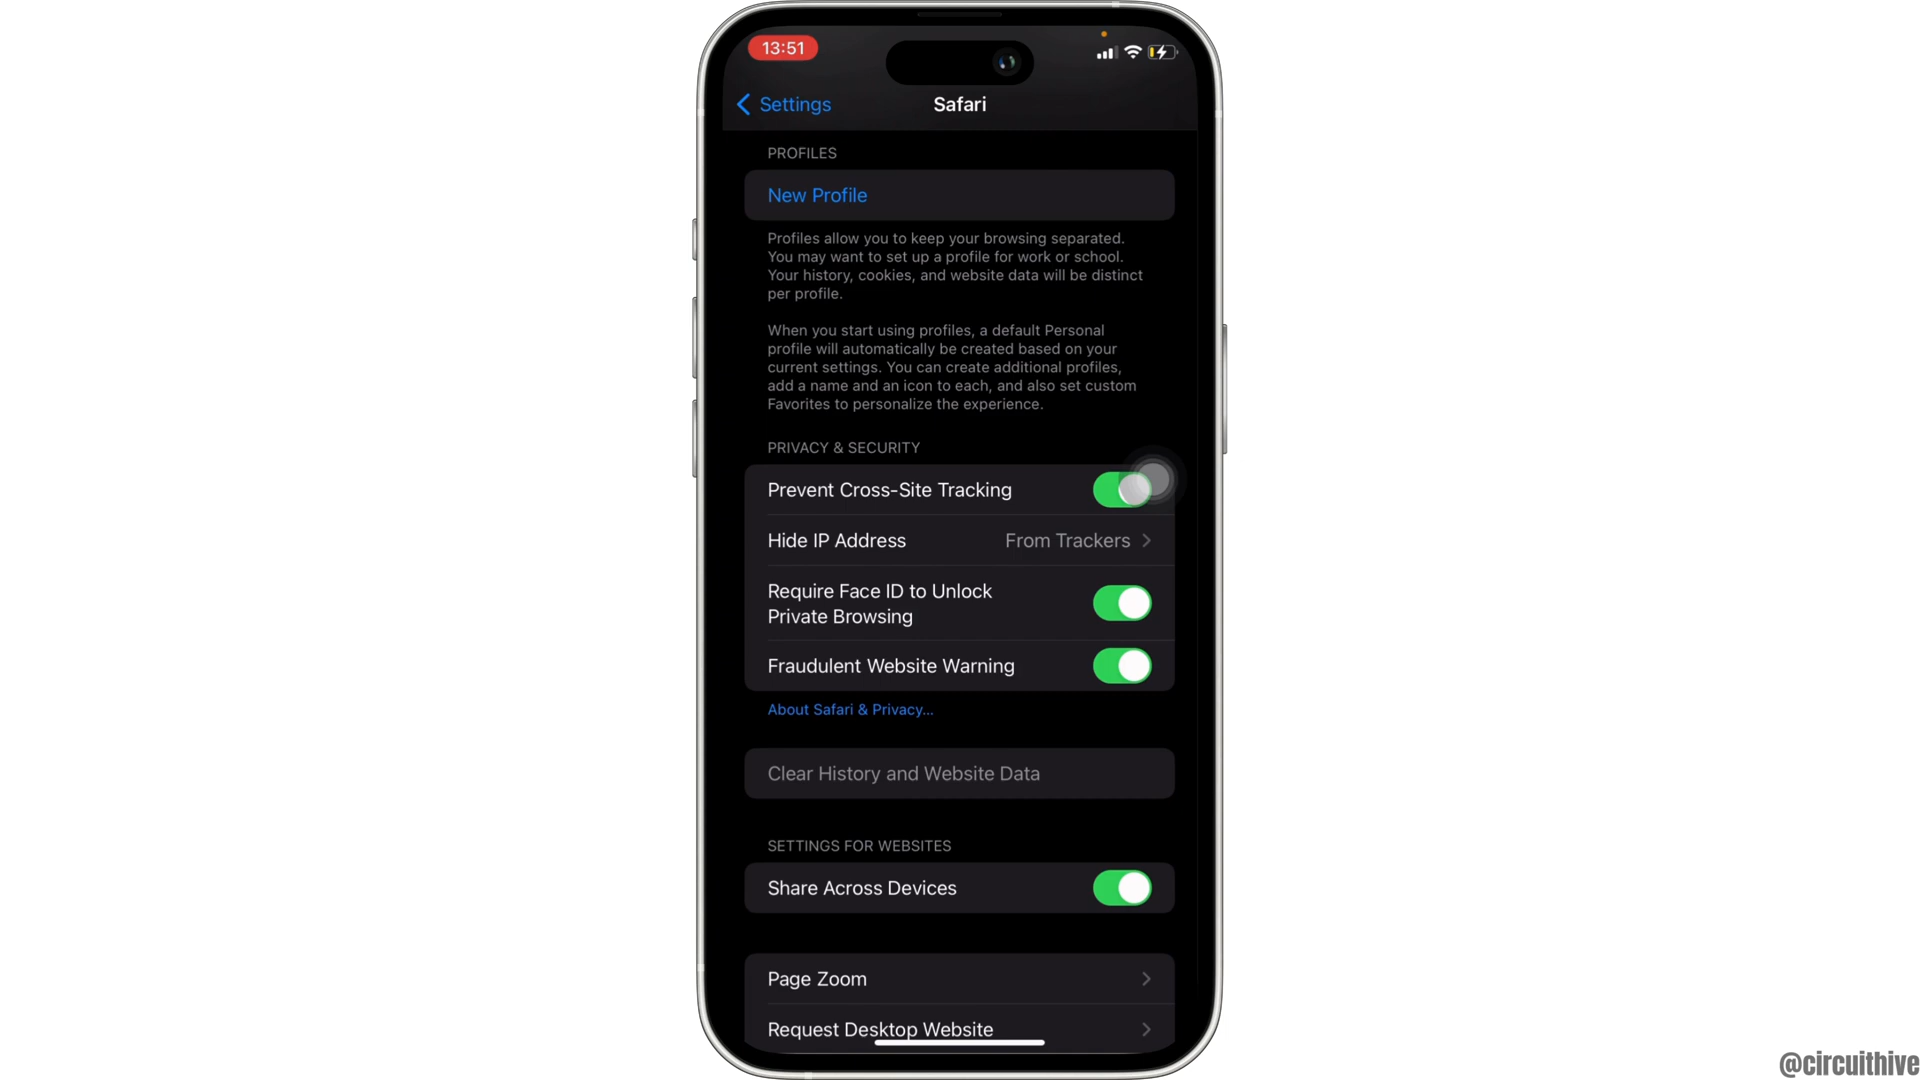 13:51
Settings
Safari
PROFILES
New Profile
Profiles allow you to keep your browsing separated.
You may want to set up a profile for work or school.
Your history, cookies, and website data will be distinct
per profile.
When you start using profiles, a default Personal
profile will automatically be created based on your
current settings. You can create additional profiles,
add a name and an icon to each, and also set custom
Favorites to personalize the experience.
PRIVACY & SECURITY
Prevent Cross-Site Tracking
Hide IP Address From Trackers
Require Face ID to Unlock
Private Browsing
Fraudulent Website Warning
About Safari & Privacy...
Clear History and Website Data
SETTINGS FOR WEBSITES
Share Across Devices
Page Zoom
Request Desktop Website
@circuithive